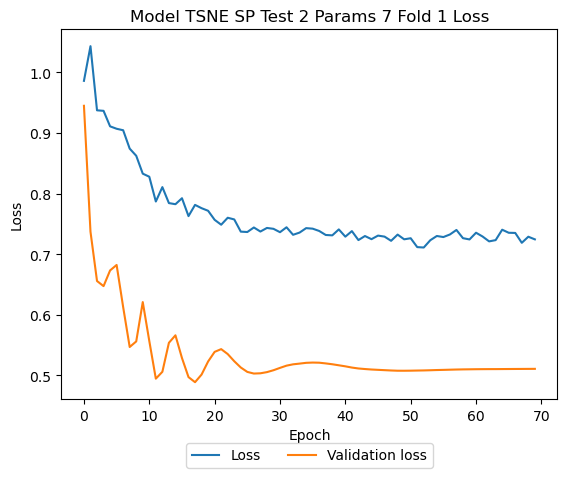 Model TSNE SP Test 2 Params 7 Fold 1 Loss
Loss
1.0
0.9
0.8
0.7
0.6
0.5
0 10 20 30 40 50 60 70
Epoch
Loss Validation loss